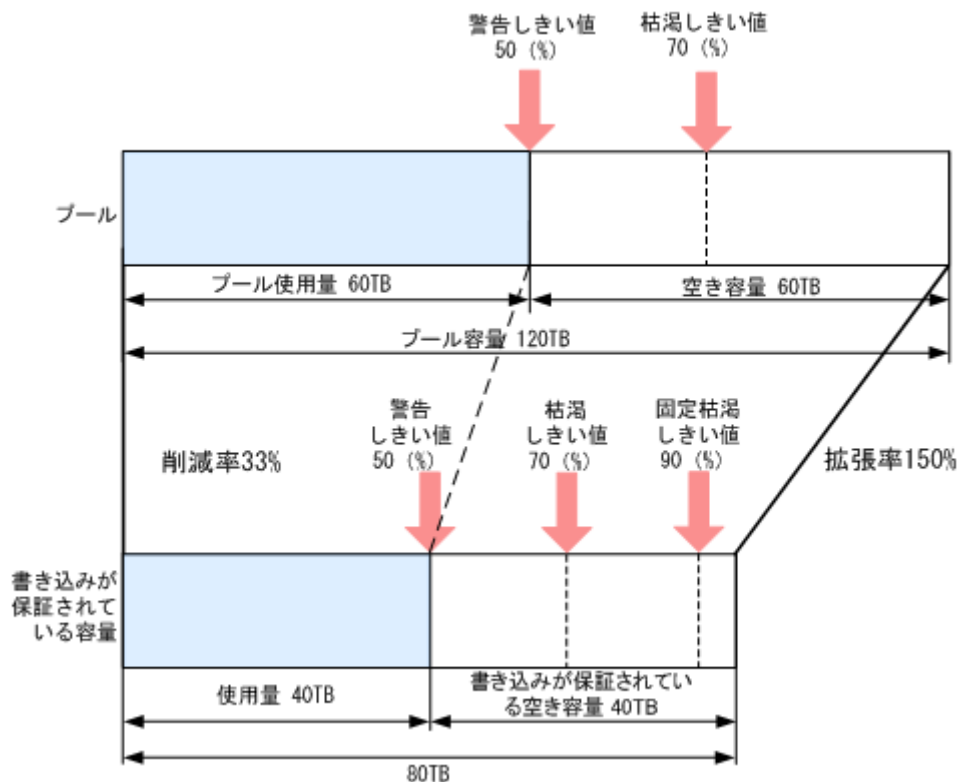 警告しきい値
50 (%)
枯渇しきい値
70 (%)
プール
プール使用量 60TB
空き容量 60TB
プール容量 120TB
削減率33%
警告
しきい値
50 (%)
枯渇
しきい値
70 (%)
固定枯渇
しきい値
90 (%)
拡張率150%
書き込みが
保証されて
いる容量
使用量 40TB
書き込みが保証されてい
る空き容量 40TB
80TB